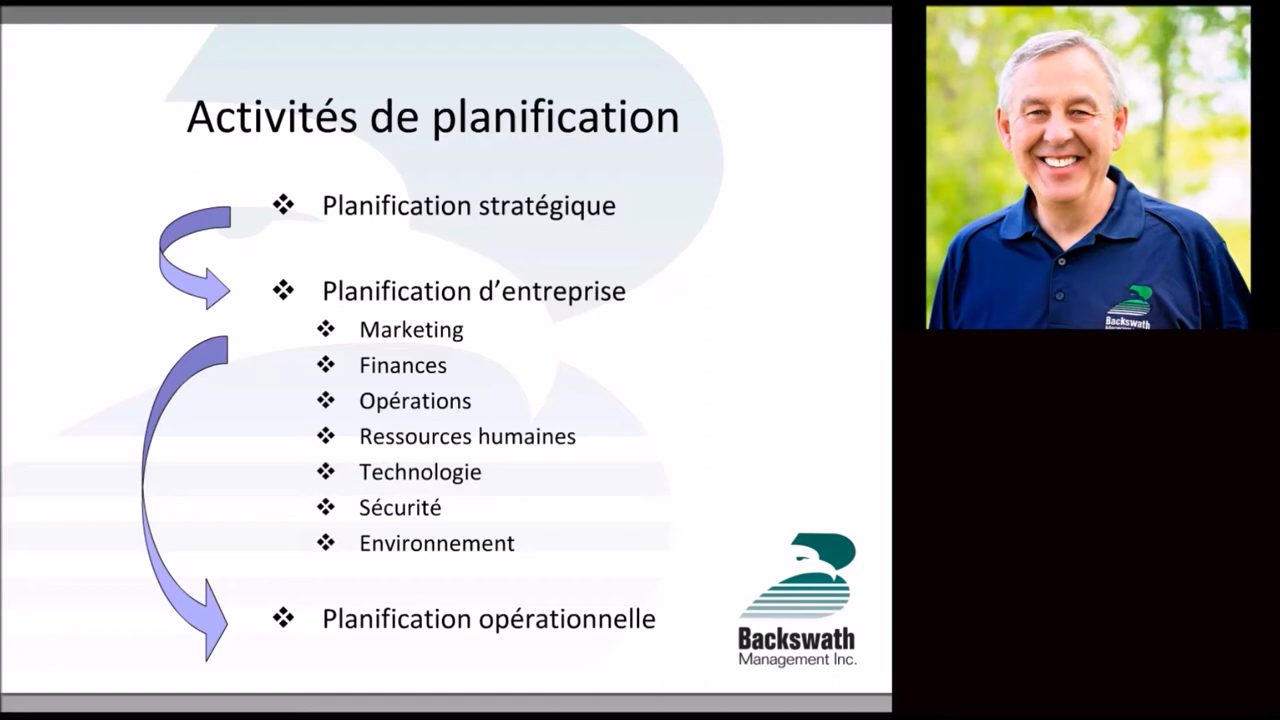 Activités de planification
❖ Planification stratégique
❖ Planification d’entreprise
❖ Marketing
❖ Finances
❖ Opérations
❖ Ressources humaines
❖ Technologie
❖ Sécurité
❖ Environnement
❖ Planification opérationnelle
Backswath
Management Inc.
Backswath